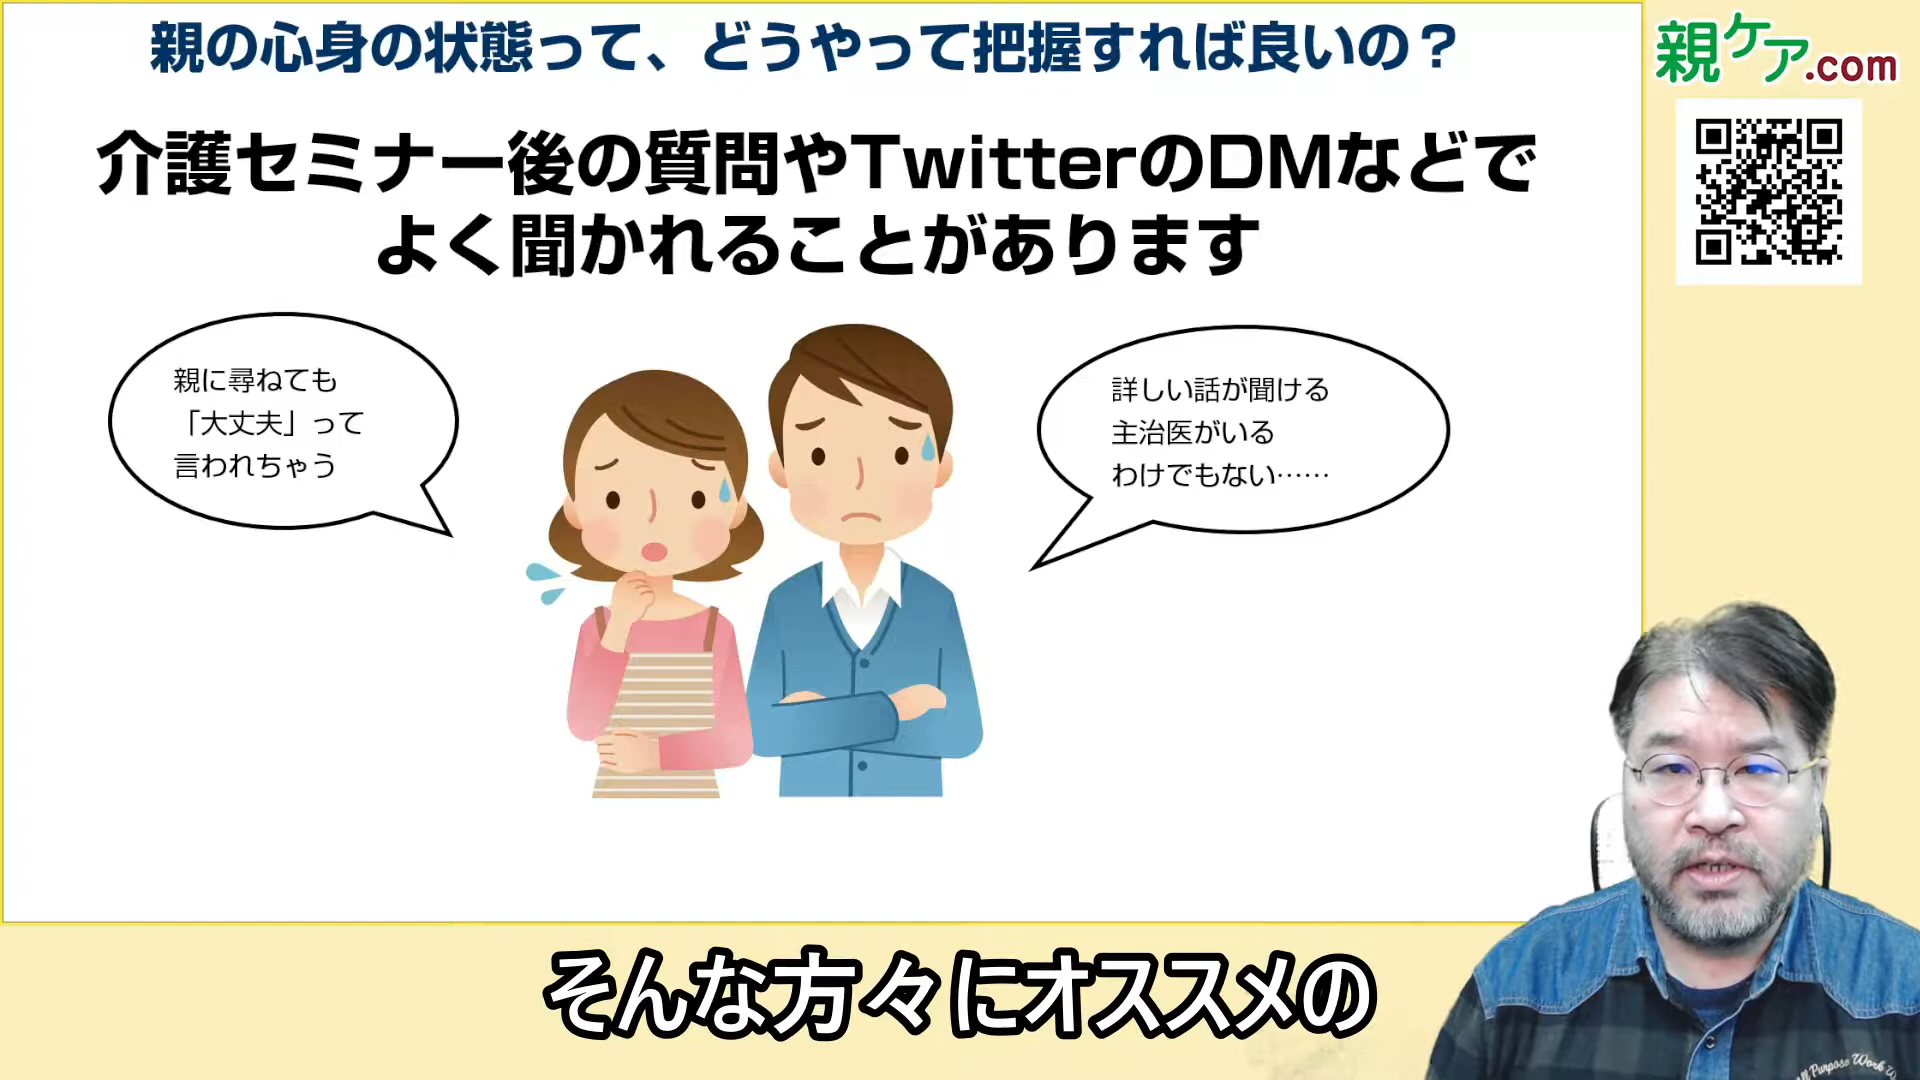 親の心身の状態って、どうやって把握すれば良いの？
親ケア.com
介護セミナー後の質問やTwitterのDMなどで
よく聞かれることがあります
親に尋ねても
「大丈夫」って
言われちゃう
詳しい話が聞ける
主治医がいる
わけでもない……
そんな方々にオススメの
Purpose Work